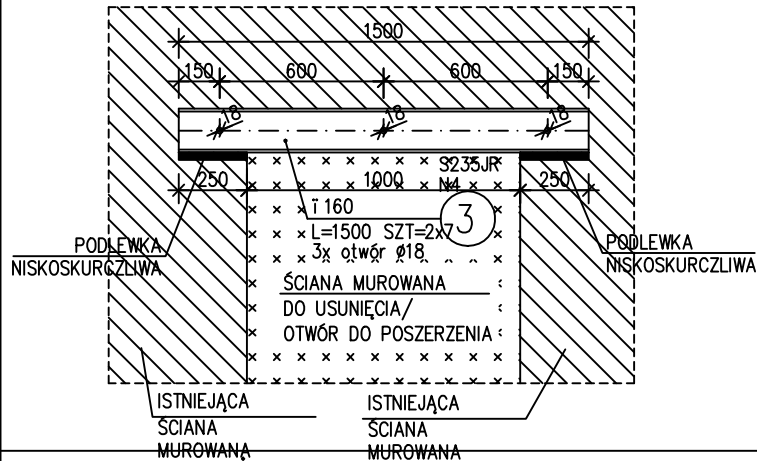 1500
150 600 600 150
18 18 18
S235JR
N4
250 1000 250
I 160
3
L=1500 SZT=2x7
3x otwór ø18
PODLEWKA
NISKOSKURCZLIWA
PODLEWKA
NISKOSKURCZLIWA
ŚCIANA MUROWANA
DO USUNIĘCIA/
OTWÓR DO POSZERZENIA
ISTNIEJĄCA
ŚCIANA
MUROWANA
ISTNIEJĄCA
ŚCIANA
MUROWANA